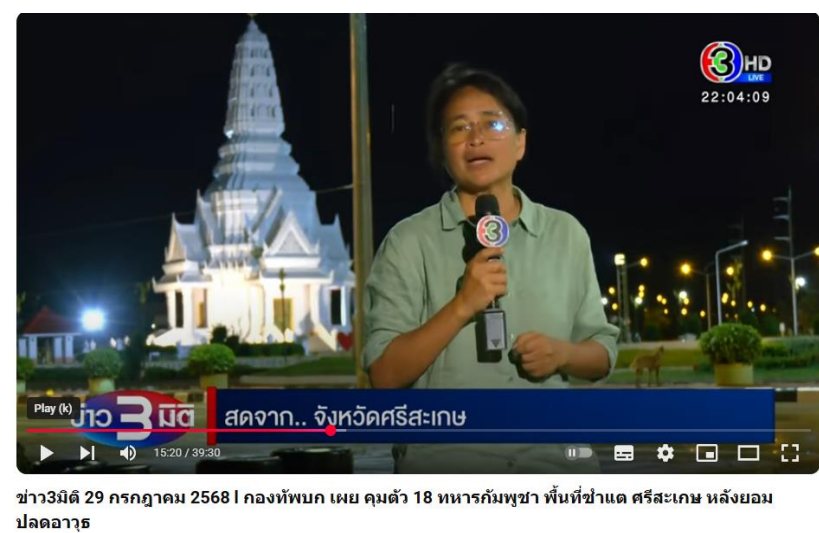 3 HD
LIVE
22:04:09
3
Play (k)
ข่าว 3 มิติ
สดจาก.. จังหวัดศรีสะเกษ
15:20 / 39:30
ข่าว3มิติ 29 กรกฎาคม 2568 l กองทัพบก เผย คุมตัว 18 ทหารกัมพูชา พื้นที่ซำแต ศรีสะเกษ หลังยอม
ปลดอาวุธ